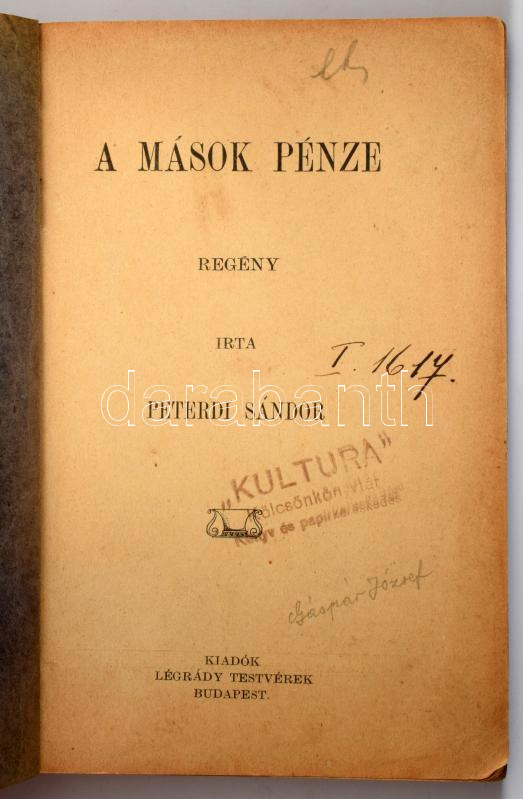 A MÁSOK PÉNZE
REGÉNY
IRTA
I. 1617.
darabanth
PETERDI SÁNDOR
„KULTURA”
Kölcsönkönyvtár
Könyv és papirkereskedés
Gáspár József
KIADÓK
LÉGRÁDY TESTVÉREK
BUDAPEST.